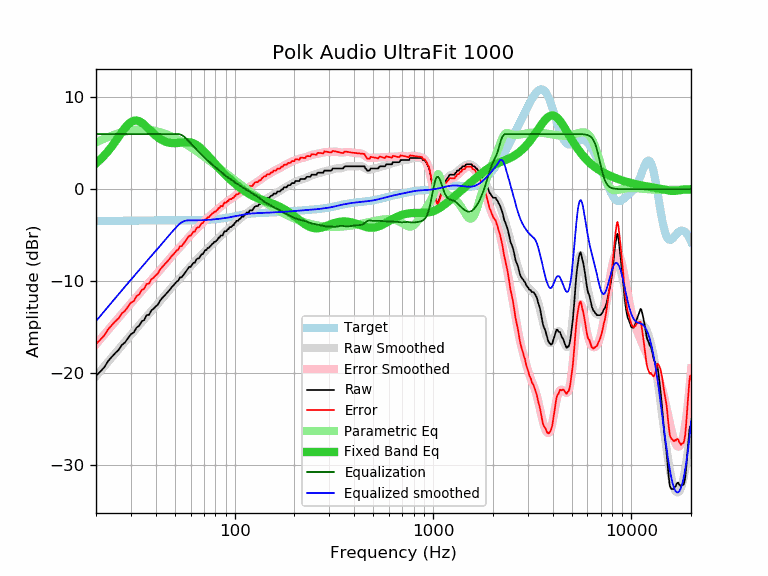 Polk Audio UltraFit 1000
10
0
−10
−20
−30
Amplitude (dBr)
Target
Raw Smoothed
Error Smoothed
Raw
Error
Parametric Eq
Fixed Band Eq
Equalization
Equalized smoothed
100
1000
10000
Frequency (Hz)